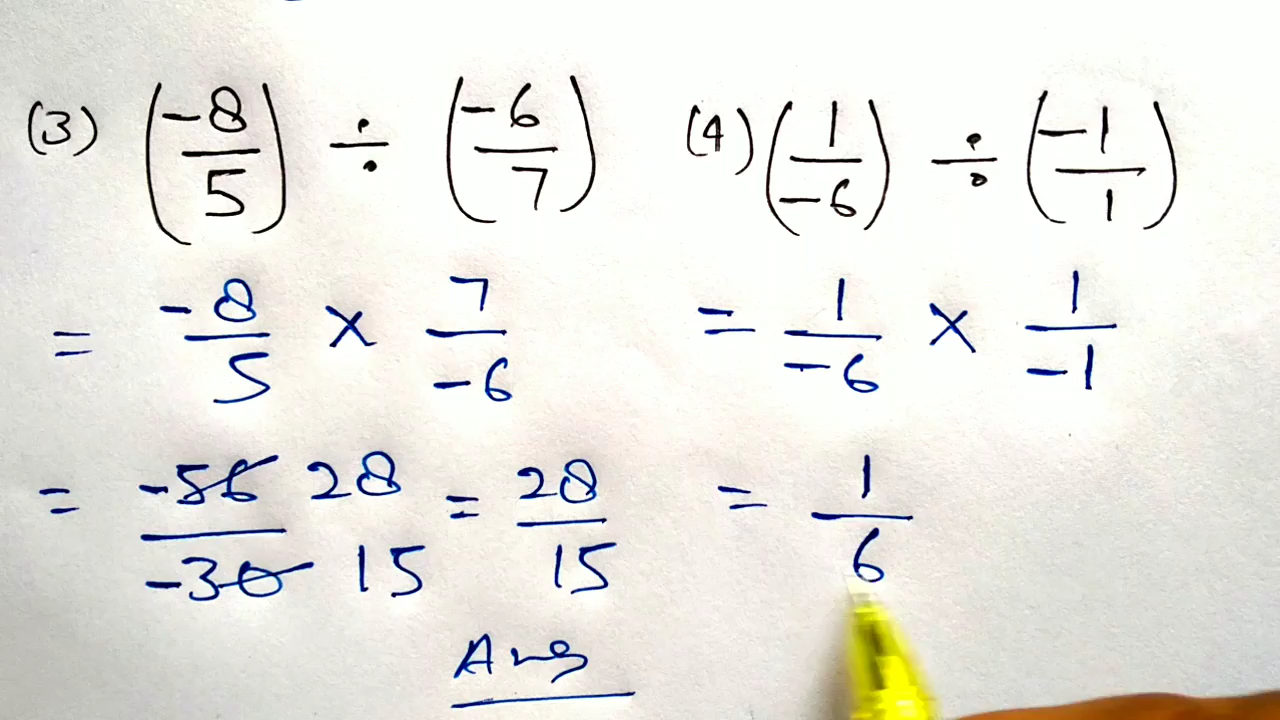 (3) (-8/5) ÷ (-6/7)
= -8/5 × 7/-6
= -56/-30 28/15 = 28/15
Ans
(4) (1/-6) ÷ (-1/1)
= 1/-6 × 1/-1
= 1/6